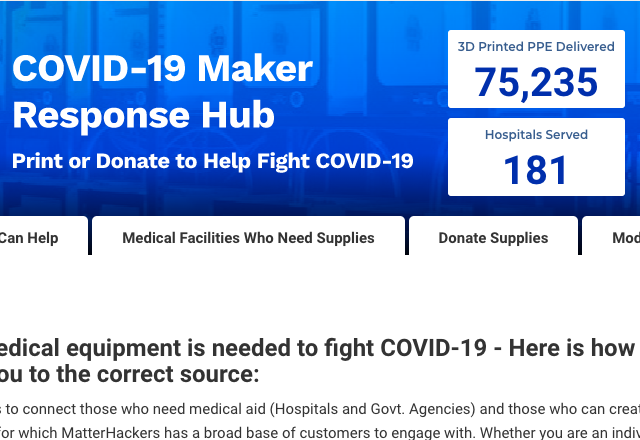 COVID-19 Maker
Response Hub
Print or Donate to Help Fight COVID-19
3D Printed PPE Delivered
75,235
Hospitals Served
181
Can Help
Medical Facilities Who Need Supplies
Donate Supplies
Mod
edical equipment is needed to fight COVID-19 - Here is how
ou to the correct source:
s to connect those who need medical aid (Hospitals and Govt. Agencies) and those who can creat
for which MatterHackers has a broad base of customers to engage with. Whether you are an indiv